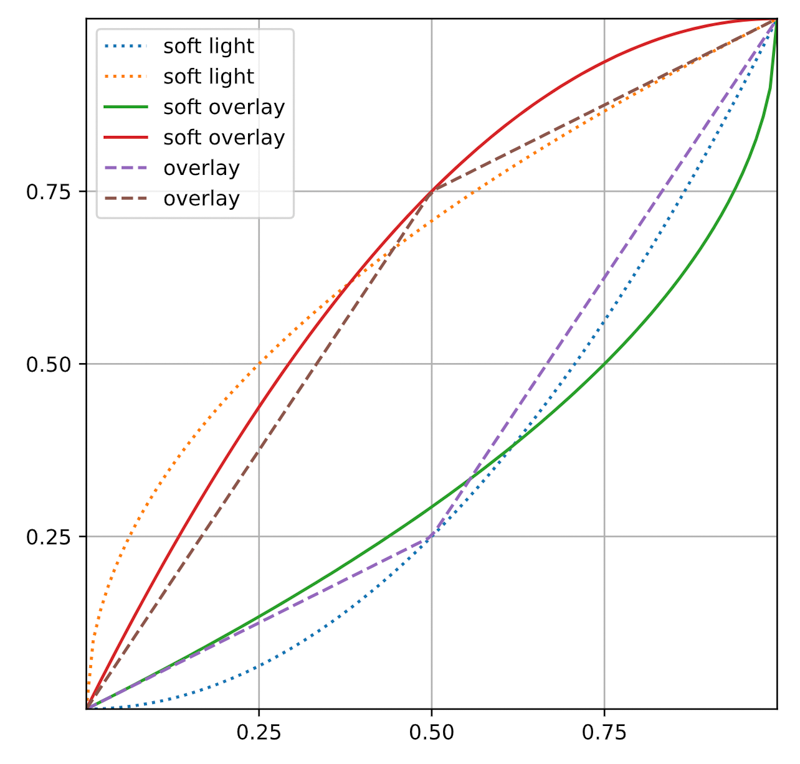 soft light
soft light
soft overlay
soft overlay
overlay
overlay
0.75
0.50
0.25
0.25 0.50 0.75